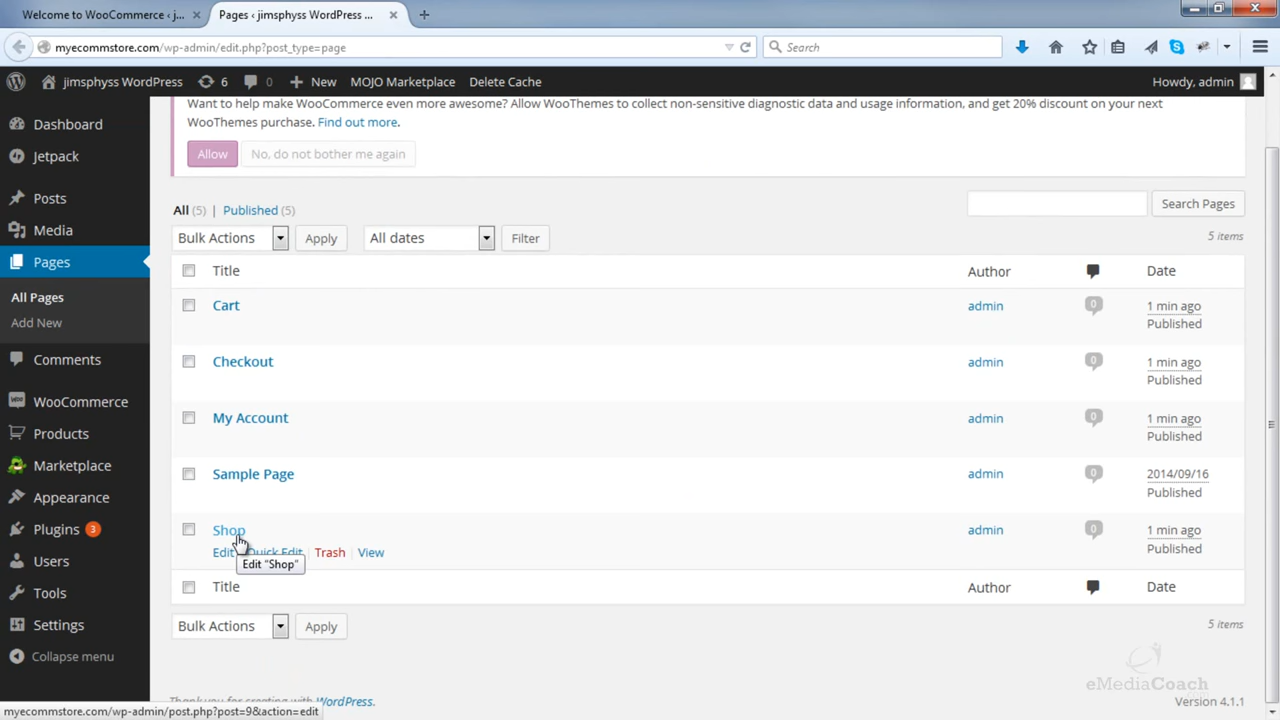 Welcome to WooCommerce ‹ j...
Pages ‹ jimsphyss WordPress ...
myecommstore.com/wp-admin/edit.php?post_type=page
Search
jimsphyss WordPress
6
0
New
MOJO Marketplace
Delete Cache
Howdy, admin
Dashboard
Jetpack
Posts
Media
Pages
All Pages
Add New
Comments
WooCommerce
Products
Marketplace
Appearance
Plugins 3
Users
Tools
Settings
Collapse menu
Want to help make WooCommerce even more awesome? Allow WooThemes to collect non-sensitive diagnostic data and usage information, and get 20% discount on your next
WooThemes purchase. Find out more.
Allow
No, do not bother me again
All (5) | Published (5)
Search Pages
Bulk Actions
Apply
All dates
Filter
5 items
Title
Author
Date
Cart
admin
0
1 min ago
Published
Checkout
admin
0
1 min ago
Published
My Account
admin
0
1 min ago
Published
Sample Page
admin
0
2014/09/16
Published
Shop
admin
0
1 min ago
Published
Edit Quick Edit | Trash | View
Edit "Shop"
Title
Author
Date
Bulk Actions
Apply
5 items
eMediaCoach
Thank you for creating with WordPress.
Version 4.1.1
myecommstore.com/wp-admin/post.php?post=9&action=edit